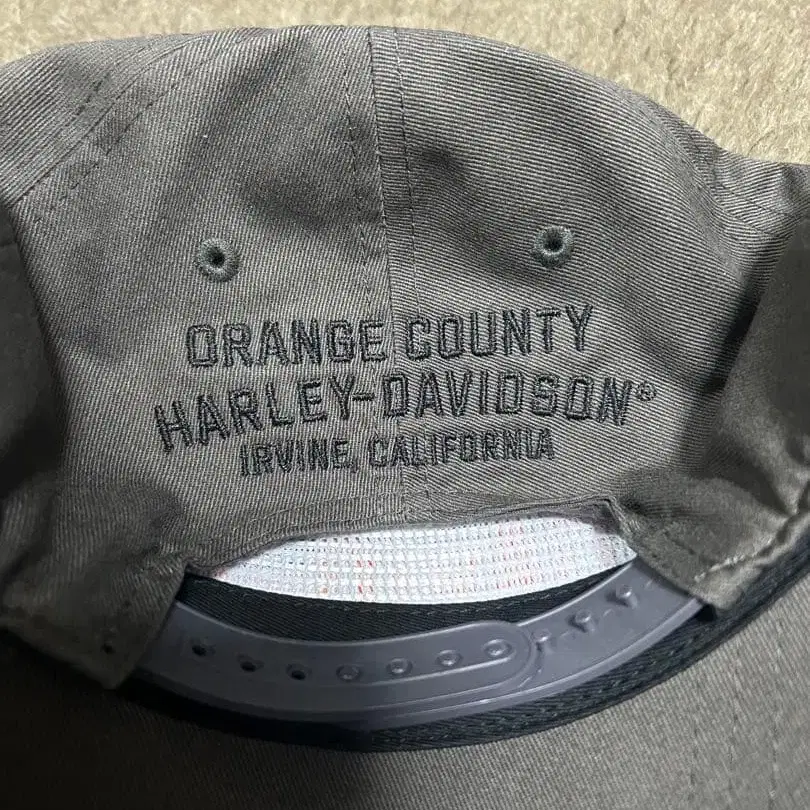 ORANGE COUNTY
HARLEY-DAVIDSON®
IRVINE, CALIFORNIA